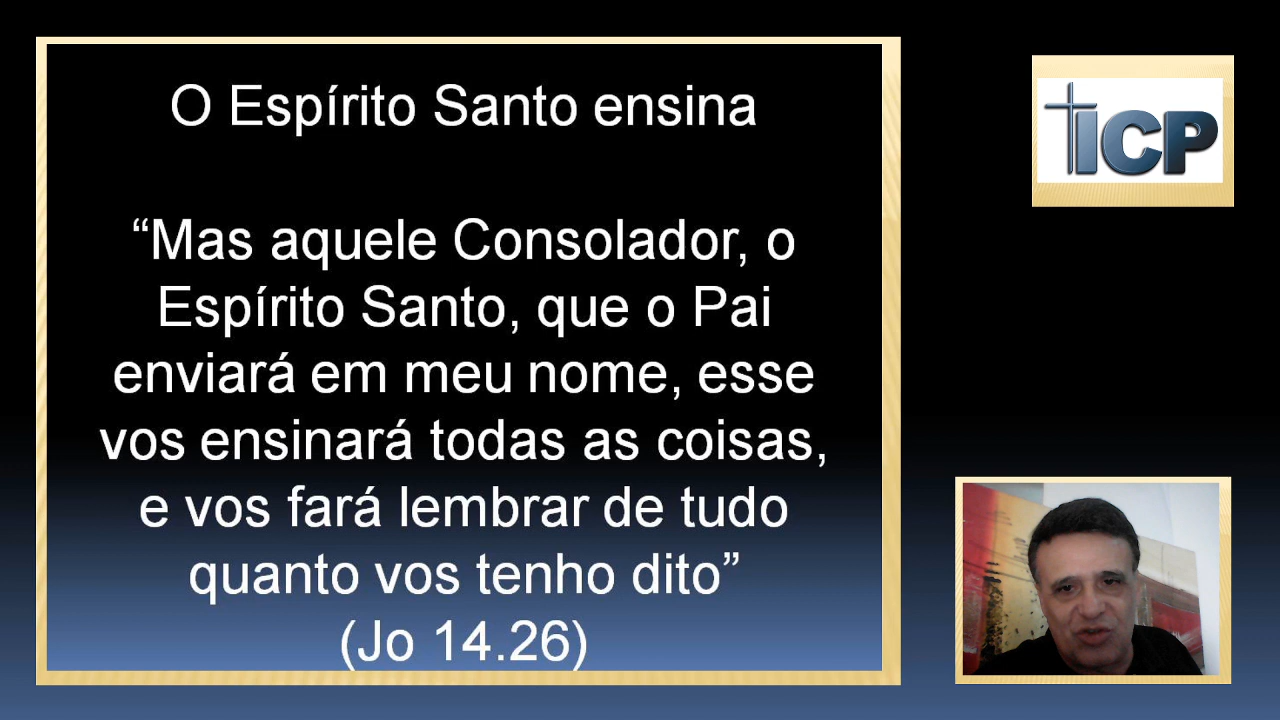 O Espírito Santo ensina
“Mas aquele Consolador, o
Espírito Santo, que o Pai
enviará em meu nome, esse
vos ensinará todas as coisas,
e vos fará lembrar de tudo
quanto vos tenho dito”
(Jo 14.26)
ICP